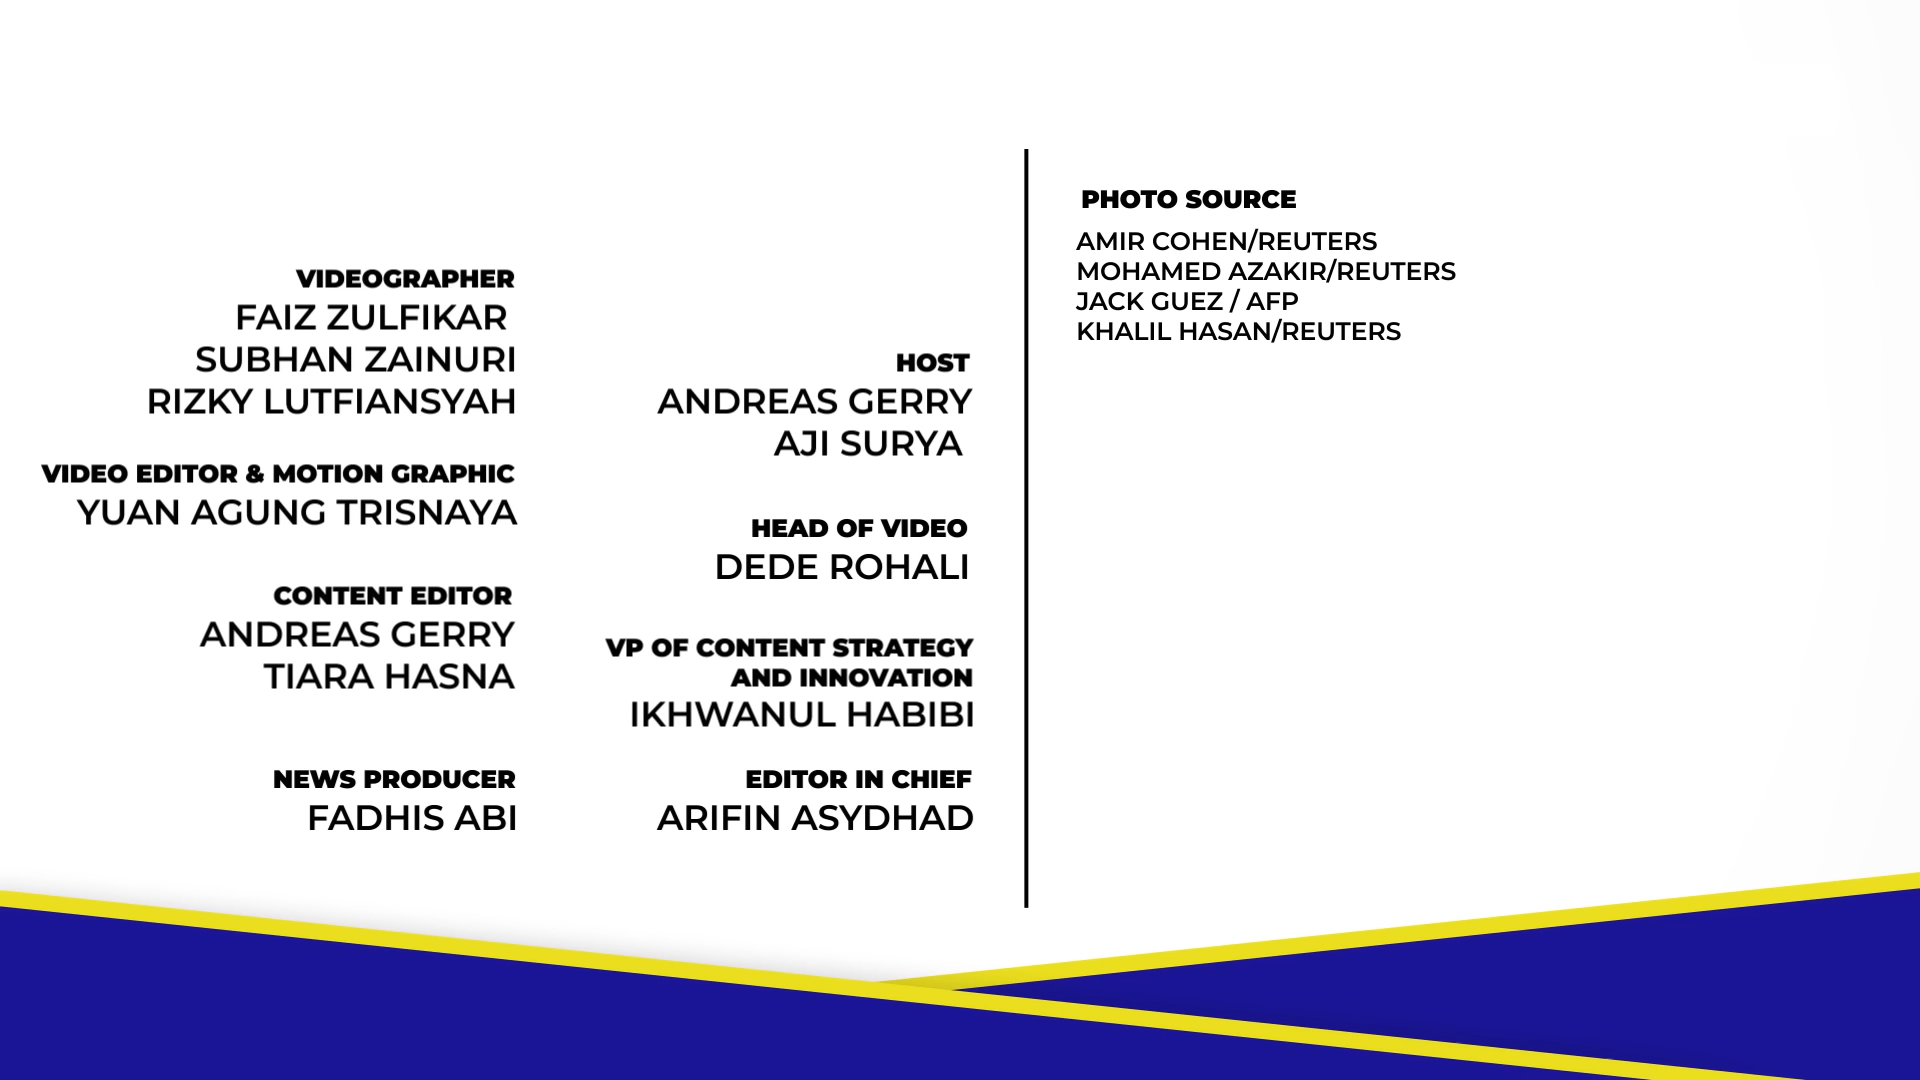 VIDEOGRAPHER
FAIZ ZULFIKAR
SUBHAN ZAINURI
RIZKY LUTFIANSYAH
VIDEO EDITOR & MOTION GRAPHIC
YUAN AGUNG TRISNAYA
CONTENT EDITOR
ANDREAS GERRY
TIARA HASNA
NEWS PRODUCER
FADHIS ABI
HOST
ANDREAS GERRY
AJI SURYA
HEAD OF VIDEO
DEDE ROHALI
VP OF CONTENT STRATEGY
AND INNOVATION
IKHWANUL HABIBI
EDITOR IN CHIEF
ARIFIN ASYDHAD
PHOTO SOURCE
AMIR COHEN/REUTERS
MOHAMED AZAKIR/REUTERS
JACK GUEZ / AFP
KHALIL HASAN/REUTERS